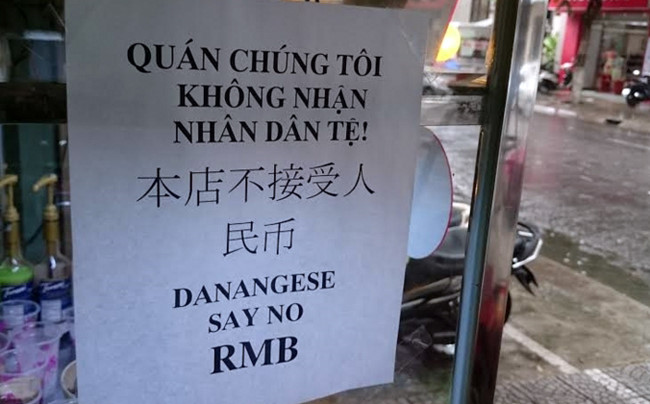 QUÁN CHÚNG TÔI
KHÔNG NHẬN
NHÂN DÂN TỆ!
本店不接受人
民币
DANANGESE
SAY NO
RMB